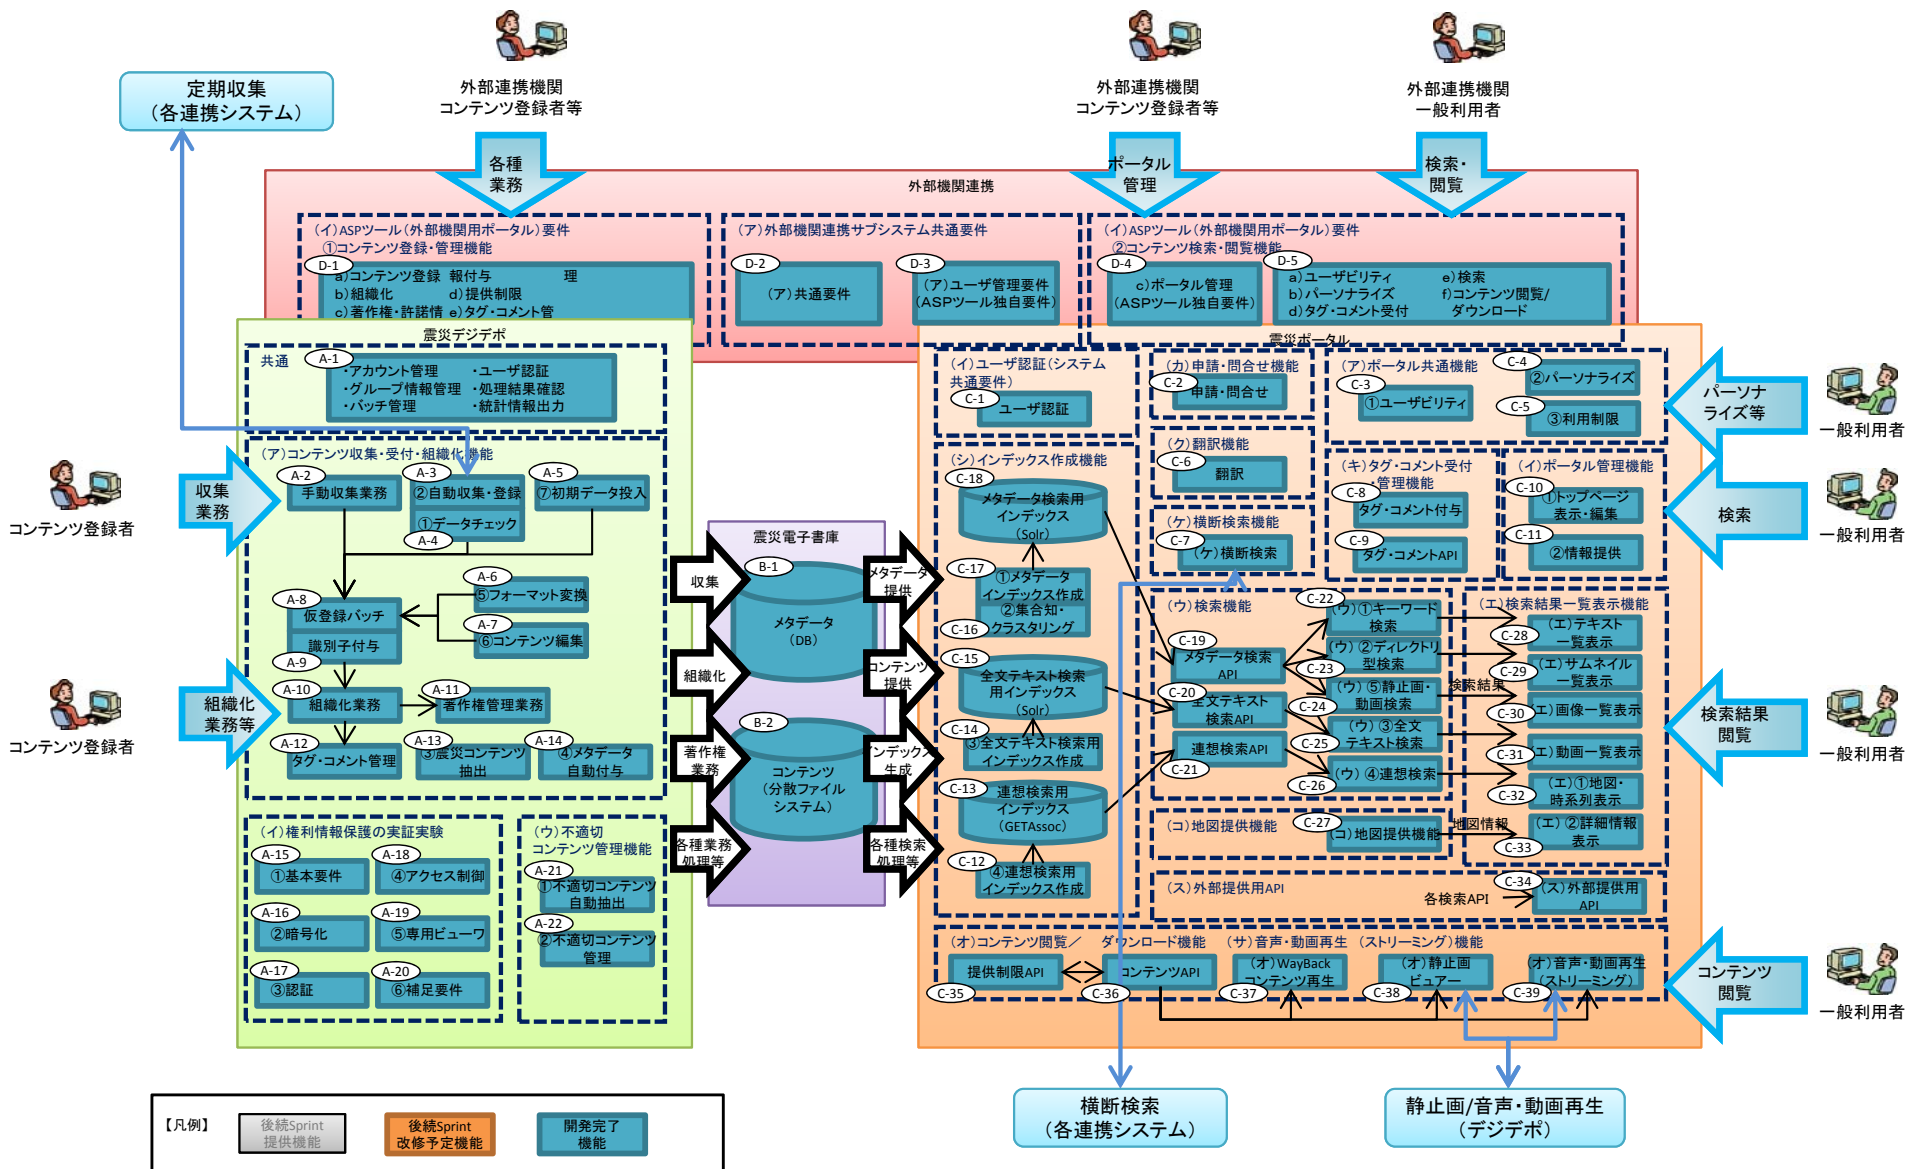 外部連携機関
コンテンツ登録者等
外部連携機関
コンテンツ登録者等
外部連携機関
一般利用者
定期収集
（各連携システム）
各種
業務
ポータル
管理
検索・
閲覧
外部機関連携
（イ）ASPツール（外部機関用ポータル）要件
①コンテンツ登録・管理機能
D-1
a)コンテンツ登録 報付与 理
b)組織化 d)提供制限
c)著作権・許諾情 e)タグ・コメント管
（ア）外部機関連携サブシステム共通要件
D-2
（ア）共通要件
D-3
（ア）ユーザ管理要件
（ASPツール独自要件）
（イ）ASPツール（外部機関用ポータル）要件
②コンテンツ検索・閲覧機能
D-4
c)ポータル管理
（ASPツール独自要件）
D-5
a)ユーザビリティ e)検索
b)パーソナライズ f)コンテンツ閲覧/
d)タグ・コメント受付 ダウンロード
震災デジデポ
共通
A-1
・アカウント管理 ・ユーザ認証
・グループ情報管理 ・処理結果確認
・バッチ管理 ・統計情報出力
（ア）コンテンツ収集・受付・組織化機能
A-2
手動収集業務
A-3
②自動収集・登録
①データチェック
A-4
A-5
⑦初期データ投入
A-6
⑤フォーマット変換
A-7
⑥コンテンツ編集
A-8
仮登録バッチ
識別子付与
A-9
A-10
組織化業務
A-11
著作権管理業務
A-12
タグ・コメント管理
A-13
③震災コンテンツ
抽出
A-14
④メタデータ
自動付与
（イ）権利情報保護の実証実験
A-15
①基本要件
A-18
④アクセス制御
A-16
②暗号化
A-19
⑤専用ビューワ
A-17
③認証
A-20
⑥補足要件
（ウ）不適切
コンテンツ管理機能
A-21
①不適切コンテンツ
自動抽出
A-22
②不適切コンテンツ
管理
収集
業務
コンテンツ登録者
組織化
業務等
コンテンツ登録者
収集
組織化
著作権
業務
各種業務
処理等
震災電子書庫
B-1
メタデータ
（DB）
B-2
コンテンツ
（分散ファイル
システム）
メタデータ
提供
コンテンツ
提供
インデックス
生成
各種検索
処理等
震災ポータル
（イ）ユーザ認証（システム
共通要件）
C-1
ユーザ認証
（カ）申請・問合せ機能
C-2
申請・問合せ
（ア）ポータル共通機能
C-3
①ユーザビリティ
C-4
②パーソナライズ
C-5
③利用制限
（ク）翻訳機能
C-6
翻訳
（ケ）横断検索機能
C-7
（ケ）横断検索
（キ）タグ・コメント受付
・管理機能
C-8
タグ・コメント付与
C-9
タグ・コメントAPI
（イ）ポータル管理機能
C-10
①トップページ
表示・編集
C-11
②情報提供
（シ）インデックス作成機能
C-18
メタデータ検索用
インデックス
（Solr）
C-17
①メタデータ
インデックス作成
②集合知・
クラスタリング
C-16
C-15
全文テキスト検索
用インデックス
（Solr）
C-14
③全文テキスト検索用
インデックス作成
C-13
連想検索用
インデックス
（GETAssoc）
C-12
④連想検索用
インデックス作成
（ウ）検索機能
C-19
メタデータ検索
API
C-20
全文テキスト
検索API
連想検索API
C-21
C-22
（ウ）①キーワード
検索
（ウ）②ディレクトリ
型検索
C-23
（ウ）⑤静止画・
動画検索
C-24
（ウ）③全文
テキスト検索
C-25
（ウ）④連想検索
C-26
検索結果
（エ）検索結果一覧表示機能
C-28
（エ）テキスト
一覧表示
（エ）サムネイル
一覧表示
C-29
（エ）画像一覧表示
C-30
（エ）動画一覧表示
C-31
（エ）①地図・
時系列表示
C-32
（エ）②詳細情報
表示
C-33
（コ）地図提供機能
C-27
（コ）地図提供機能
地図情報
（ス）外部提供用API
各検索API
C-34
（ス）外部提供用
API
（オ）コンテンツ閲覧／ ダウンロード機能
（サ）音声・動画再生（ストリーミング）機能
提供制限API
C-35
コンテンツAPI
C-36
（オ）WayBack
コンテンツ再生
C-37
（オ）静止画
ビュアー
C-38
（オ）音声・動画再生
（ストリーミング）
C-39
パーソナ
ライズ等
一般利用者
検索
一般利用者
検索結果
閲覧
一般利用者
コンテンツ
閲覧
一般利用者
横断検索
（各連携システム）
静止画/音声・動画再生
（デジデポ）
【凡例】
後続Sprint
提供機能
後続Sprint
改修予定機能
開発完了
機能